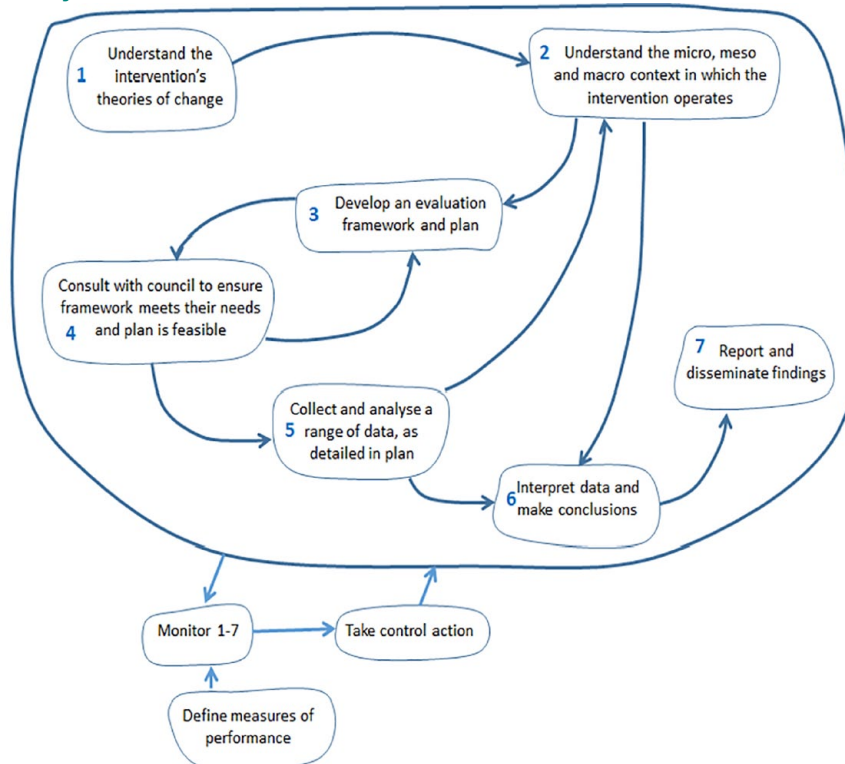 Understand the
1 intervention's
theories of change
2 Understand the micro, meso
and macro context in which the
intervention operates
3 Develop an evaluation
framework and plan
Consult with council to ensure
framework meets their needs
4 and plan is feasible
Collect and analyse a
5 range of data, as
detailed in plan
6 Interpret data and
make conclusions
7 Report and
disseminate findings
Monitor 1-7
Take control action
Define measures of
performance